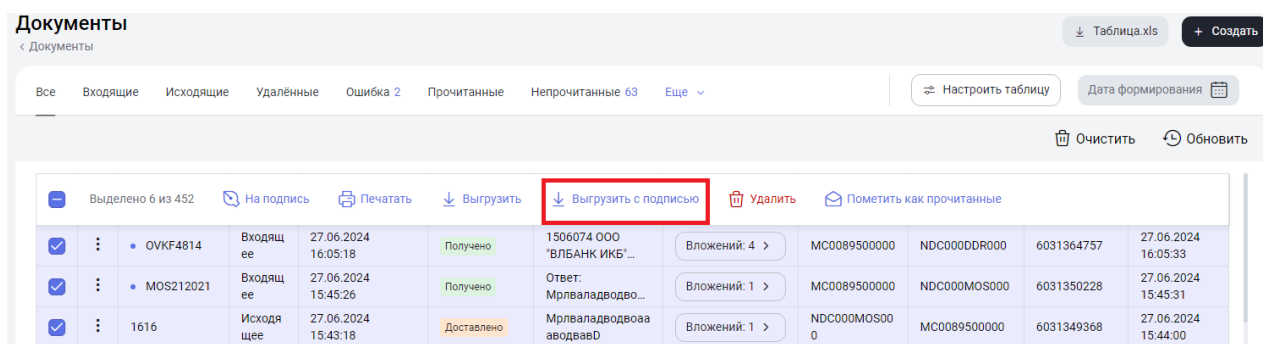 Документы
Таблица.xls
+ Создать
< Документы
Все Входящие Исходящие Удалённые Ошибка 2 Прочитанные Непрочитанные 63 Еще
Настроить таблицу
Дата формирования
Очистить Обновить
Выделено 6 из 452 На подпись Печатать Выгрузить Выгрузить с подписью Удалить Пометить как прочитанные
OVKF4814 Входящ 27.06.2024 Получено 1506074 ООО Вложений: 4 > MC0089500000 NDC000DDR000 6031364757 27.06.2024
ее 16:05:18 "ВЛБАНК ИКБ"... 16:05:33
MOS212021 Входящ 27.06.2024 Получено Ответ: Вложений: 1 > MC0089500000 NDC000MOS000 6031350228 27.06.2024
ее 15:45:26 Мрлваладводво... 15:45:31
1616 Исходя 27.06.2024 Доставлено Мрлваладводвоаа Вложений: 1 > NDC000MOS00 MC0089500000 6031349368 27.06.2024
щее 15:43:18 аводвавD 0 15:44:00